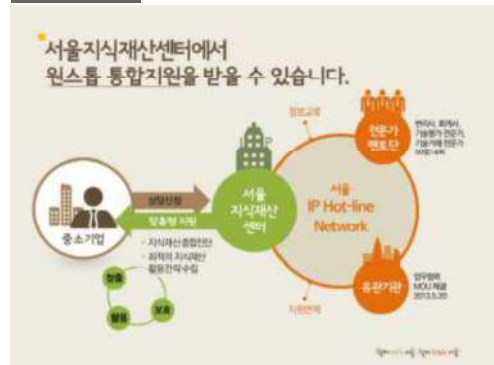 서울지식재산센터에서
원스톱 통합지원을 받을 수 있습니다.
정보교류
전문가
멘토단
변리사, 회계사,
기술평가 전문가,
기술거래 전문가
상담신청
맞춤형 지원
중소기업
서울
지식재산
센터
서울
IP Hot-line
Network
· 지식재산 종합진단
· 최적의 지식재산
활용전략 수립
창출
활용
보호
지원연계
유관기관
업무협력
MOU 체결
2013.5.20